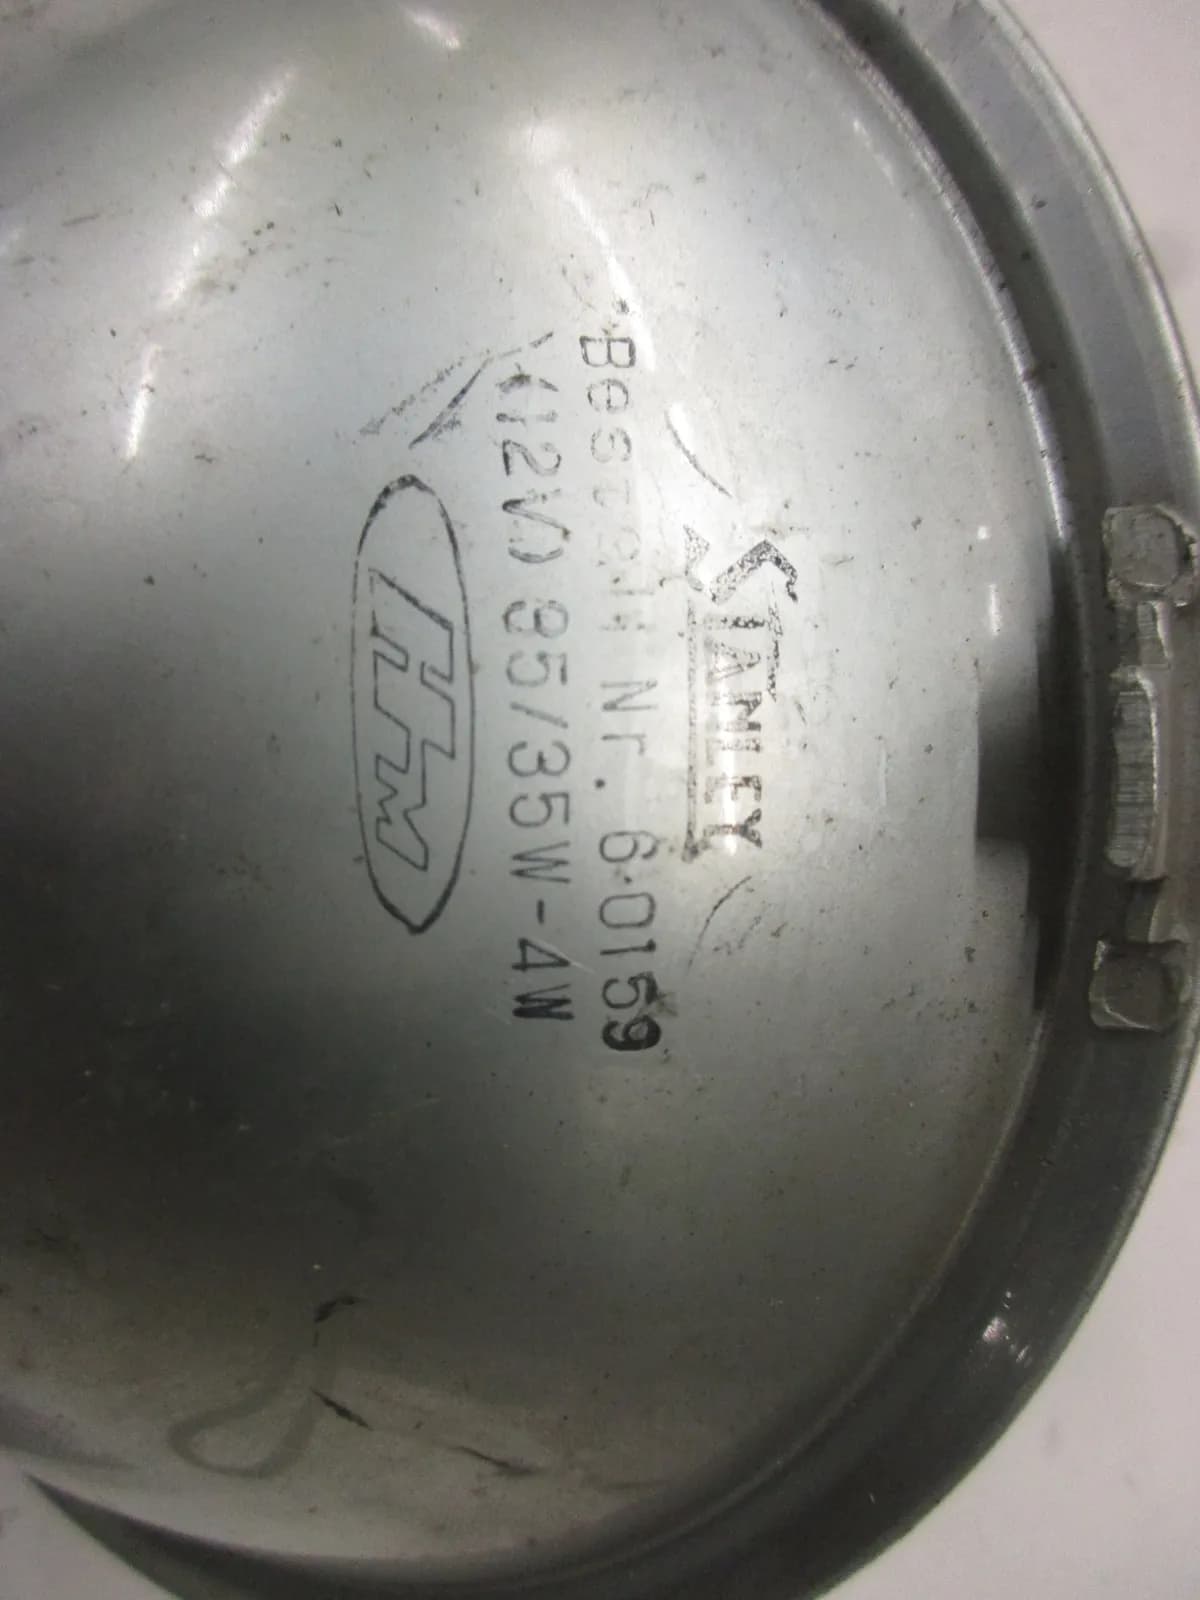 STANLEY
Bestell Nr. 6.0159
(12V) 35/35W-4W
HM